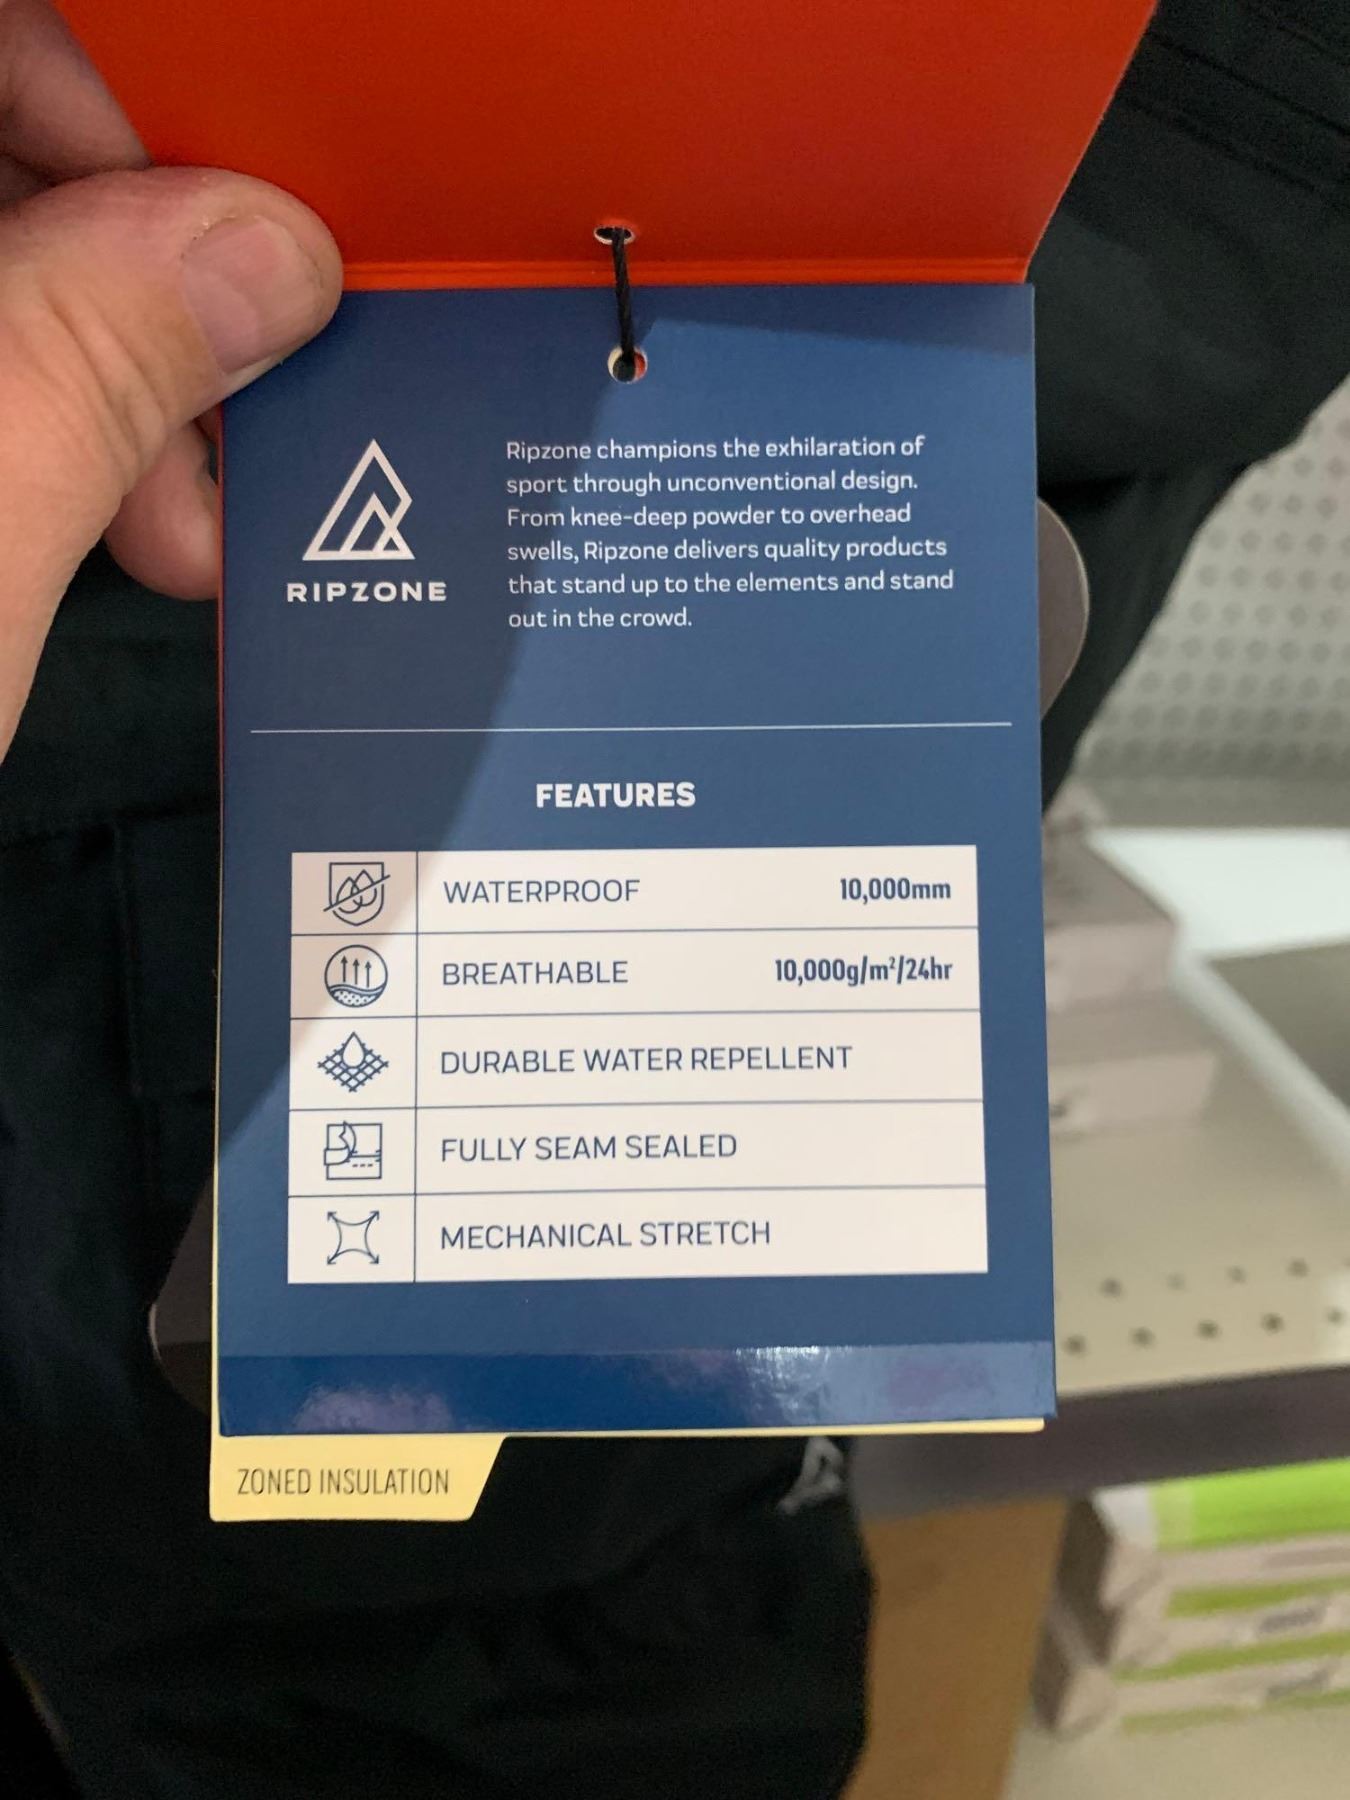 RIPZONE
Ripzone champions the exhilaration of
sport through unconventional design.
From knee-deep powder to overhead
swells, Ripzone delivers quality products
that stand up to the elements and stand
out in the crowd.
FEATURES
WATERPROOF 10,000mm
BREATHABLE 10,000g/m²/24hr
DURABLE WATER REPELLENT
FULLY SEAM SEALED
MECHANICAL STRETCH
ZONED INSULATION